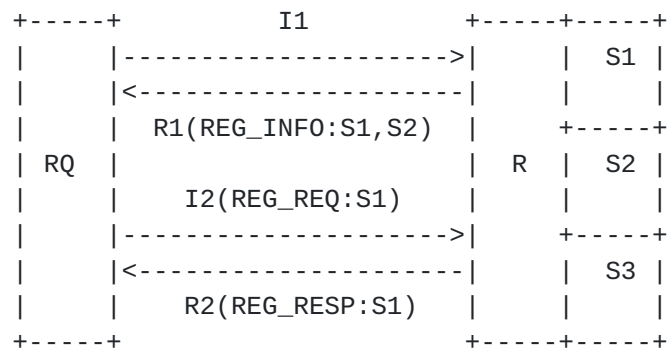 I1
S1
R1(REG_INFO:S1,S2)
RQ R S2
I2(REG_REQ:S1)
S3
R2(REG_RESP:S1)